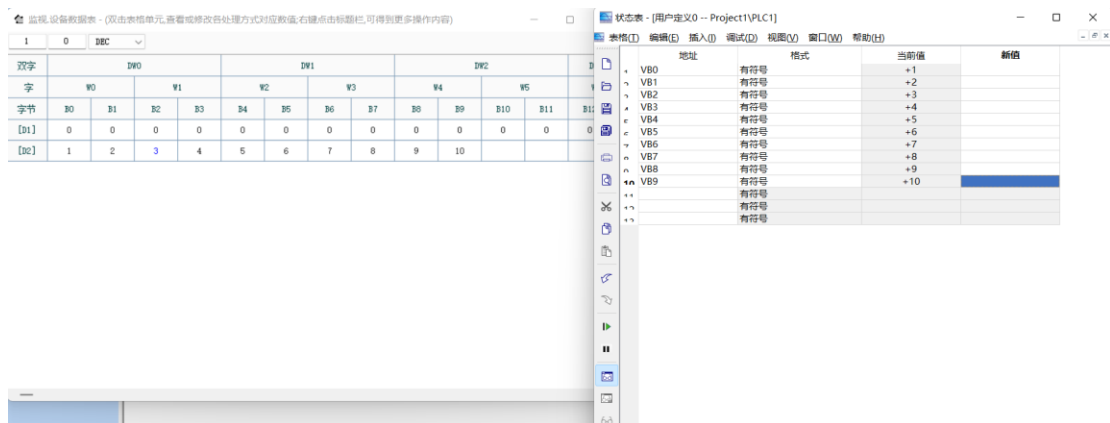 监视,设备数据表 - (双击表格单元,查看或修改各处理方式对应数值;右键点击标题栏,可得到更多操作内容)
1 0 DEC
双字 DW0 DW1 DW2
字 W0 W1 W2 W3 W4 W5
字节 B0 B1 B2 B3 B4 B5 B6 B7 B8 B9 B10 B11
[D1] 0 0 0 0 0 0 0 0 0 0 0 0 0
[D2] 1 2 3 4 5 6 7 8 9 10
状态表 - [用户定义0 -- Project1\PLC1]
表格(T) 编辑(E) 插入(I) 调试(D) 视图(V) 窗口(W) 帮助(H)
地址 格式 当前值 新值
VB0 有符号 +1
VB1 有符号 +2
VB2 有符号 +3
VB3 有符号 +4
VB4 有符号 +5
VB5 有符号 +6
VB6 有符号 +7
VB7 有符号 +8
VB8 有符号 +9
10 VB9 有符号 +10
有符号
有符号
有符号